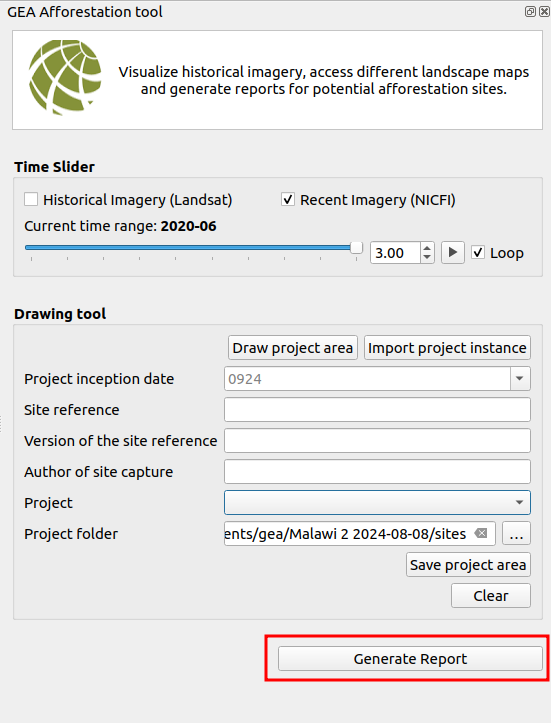 GEA Afforestation tool
Visualize historical imagery, access different landscape maps
and generate reports for potential afforestation sites.
Time Slider
Historical Imagery (Landsat)
Recent Imagery (NICFI)
Current time range: 2020-06
3.00
Loop
Drawing tool
Draw project area
Import project instance
Project inception date
0924
Site reference
Version of the site reference
Author of site capture
Project
Project folder
ents/gea/Malawi 2 2024-08-08/sites
...
Save project area
Clear
Generate Report